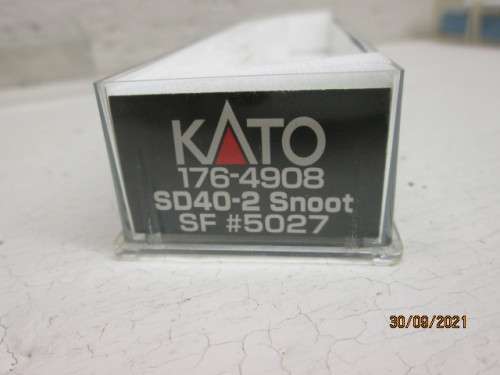 KATO
176-4908
SD40-2 Snoot
SF #5027
30/09/2021